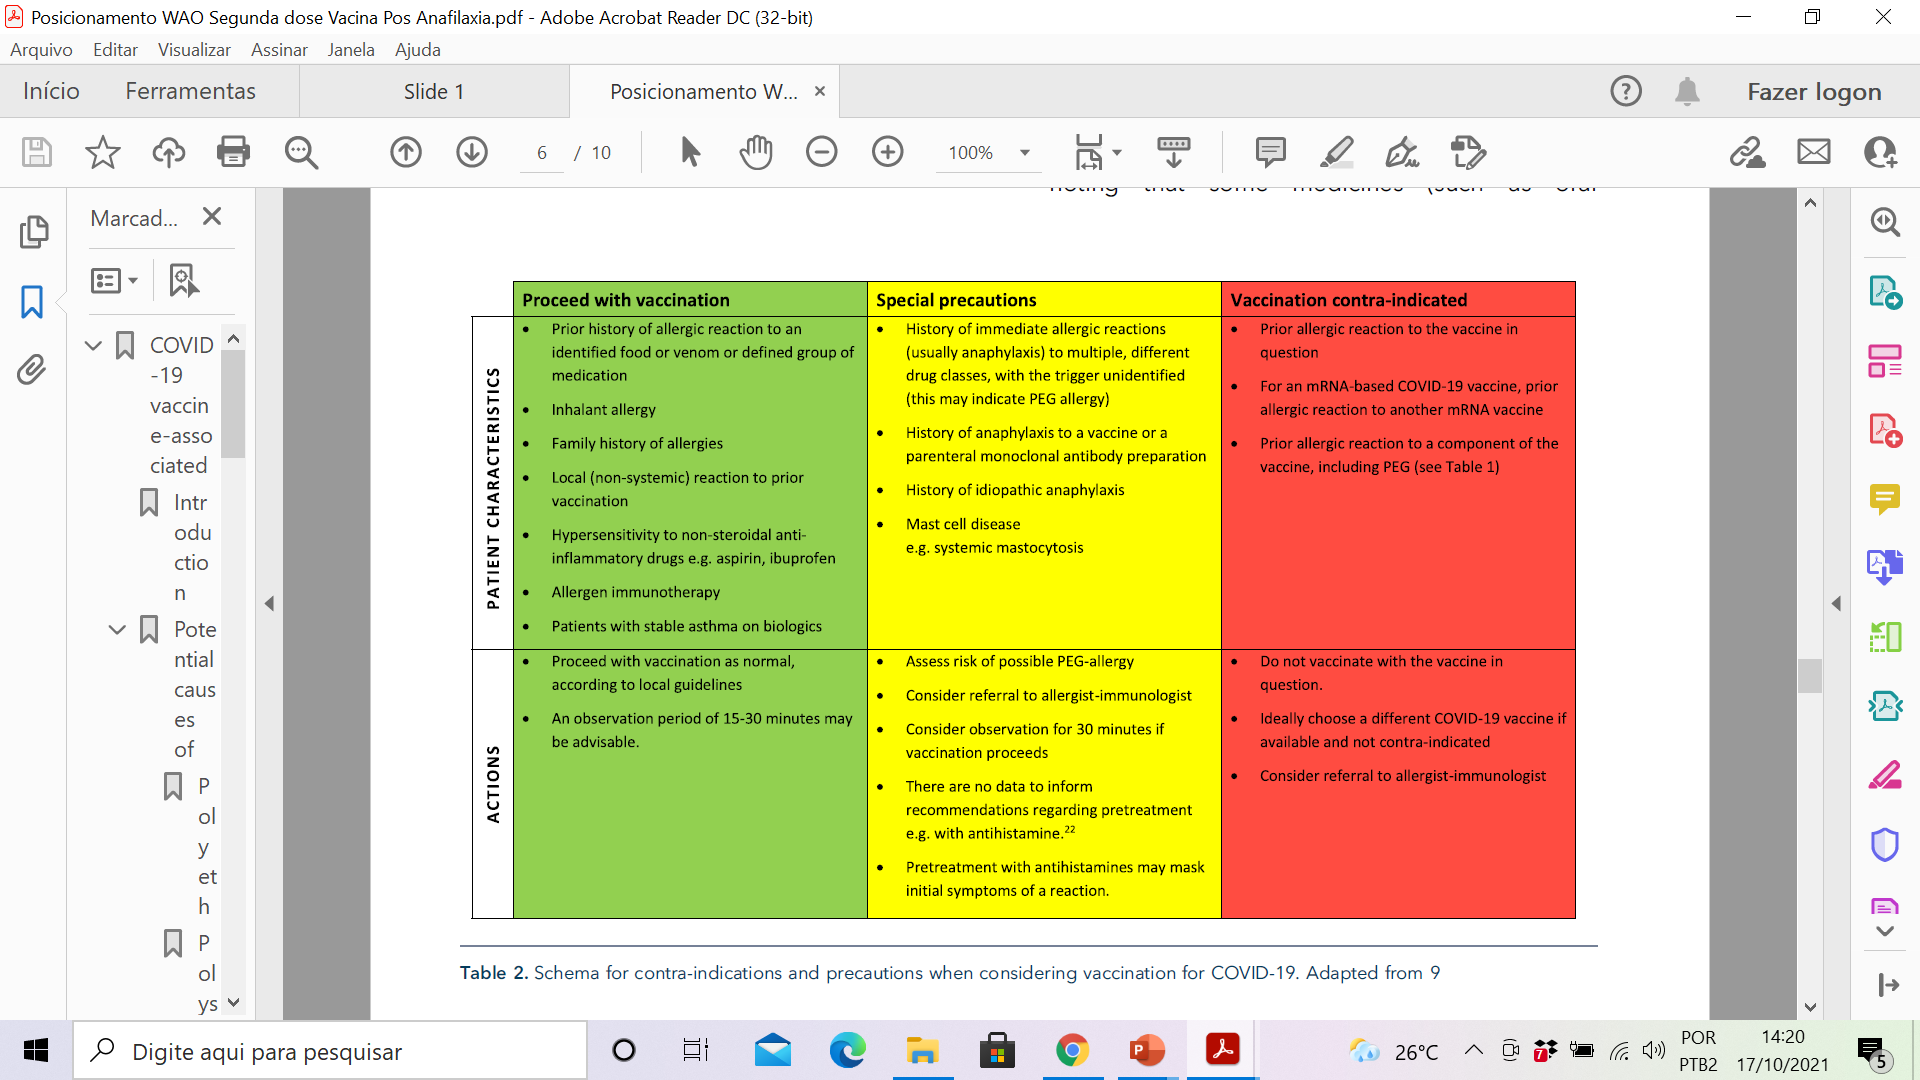 Posicionamento WAO Segunda dose Vacina Pos Anafilaxia.pdf - Adobe Acrobat Reader DC (32-bit)
Arquivo Editar Visualizar Assinar Janela Ajuda
Início Ferramentas Slide 1 Posicionamento W... Fazer logon
6 / 10 100%
Marcad...
COVID
-19
vaccin
e-asso
ciated
Intr
odu
ctio
n
Pote
ntial
caus
es
of
P
ol
y
et
h
P
ol
ys
noting that some medicines (such as oral
Proceed with vaccination
Special precautions
Vaccination contra-indicated
PATIENT CHARACTERISTICS
• Prior history of allergic reaction to an
identified food or venom or defined group of
medication
• Inhalant allergy
• Family history of allergies
• Local (non-systemic) reaction to prior
vaccination
• Hypersensitivity to non-steroidal anti-
inflammatory drugs e.g. aspirin, ibuprofen
• Allergen immunotherapy
• Patients with stable asthma on biologics
• History of immediate allergic reactions
(usually anaphylaxis) to multiple, different
drug classes, with the trigger unidentified
(this may indicate PEG allergy)
• History of anaphylaxis to a vaccine or a
parenteral monoclonal antibody preparation
• History of idiopathic anaphylaxis
• Mast cell disease
e.g. systemic mastocytosis
• Prior allergic reaction to the vaccine in
question
• For an mRNA-based COVID-19 vaccine, prior
allergic reaction to another mRNA vaccine
• Prior allergic reaction to a component of the
vaccine, including PEG (see Table 1)
ACTIONS
• Proceed with vaccination as normal,
according to local guidelines
• An observation period of 15-30 minutes may
be advisable.
• Assess risk of possible PEG-allergy
• Consider referral to allergist-immunologist
• Consider observation for 30 minutes if
vaccination proceeds
• There are no data to inform
recommendations regarding pretreatment
e.g. with antihistamine.22
• Pretreatment with antihistamines may mask
initial symptoms of a reaction.
• Do not vaccinate with the vaccine in
question.
• Ideally choose a different COVID-19 vaccine if
available and not contra-indicated
• Consider referral to allergist-immunologist
Table 2. Schema for contra-indications and precautions when considering vaccination for COVID-19. Adapted from 9
Digite aqui para pesquisar
26°C
7
POR
PTB2
14:20
17/10/2021
5